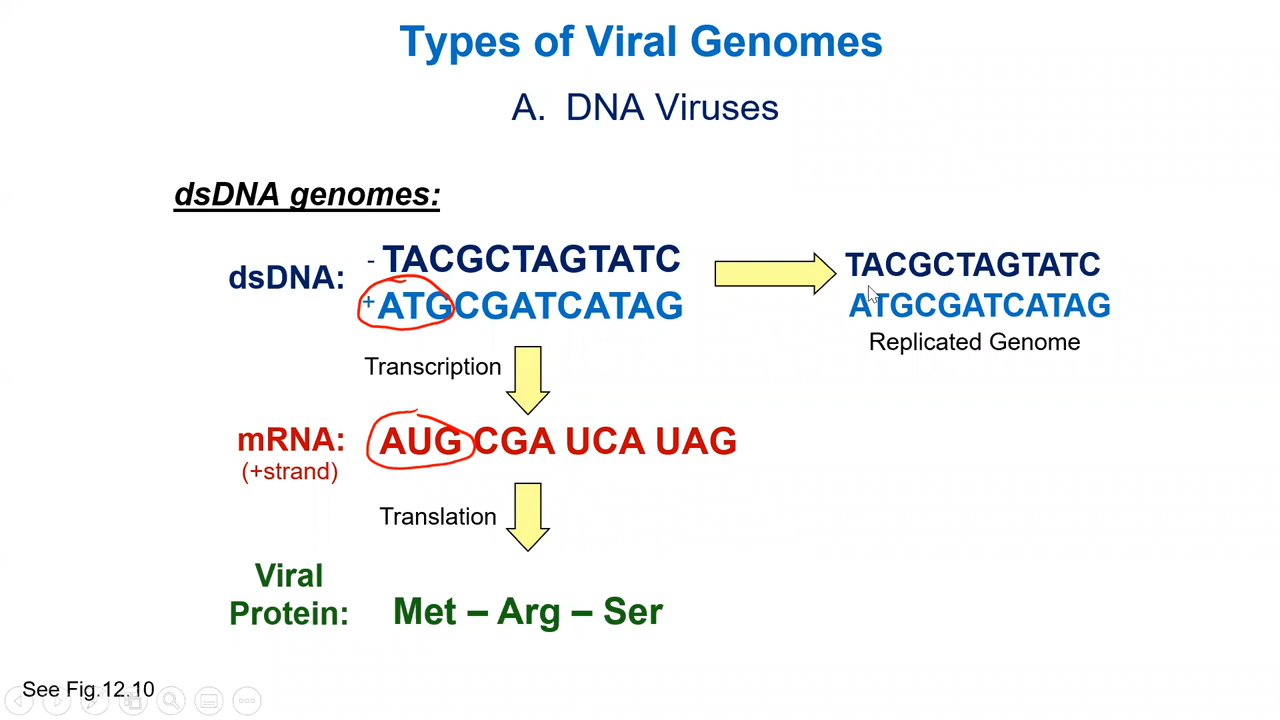 Types of Viral Genomes
A. DNA Viruses
dsDNA genomes:
dsDNA:
- TACGCTAGTATC
+ ATGCGATCATAG
TACGCTAGTATC
ATGCGATCATAG
Replicated Genome
Transcription
mRNA:
(+strand)
AUG CGA UCA UAG
Translation
Viral
Protein:
Met – Arg – Ser
See Fig.12.10